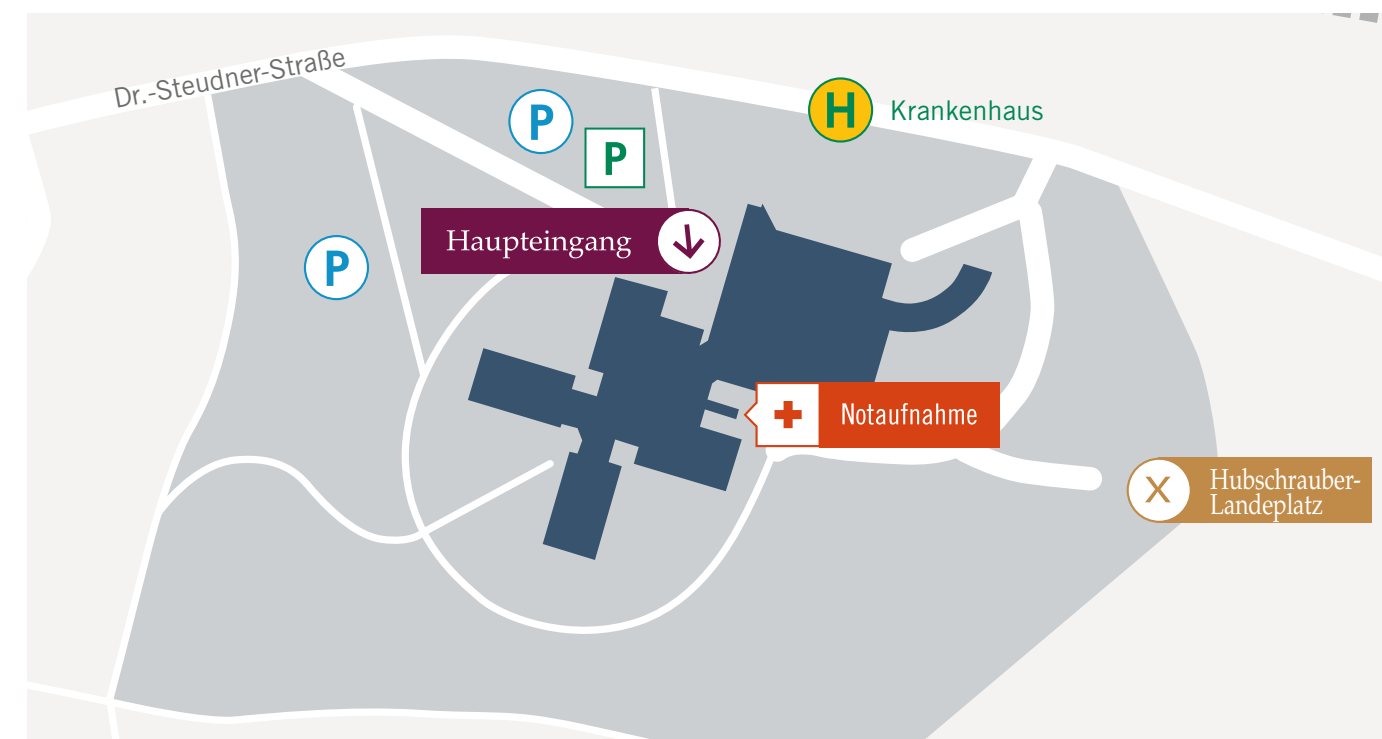 Dr.-Steudner-Straße
P
H
Krankenhaus
P
Haupteingang
P
Notaufnahme
X
Hubschrauber-
Landeplatz